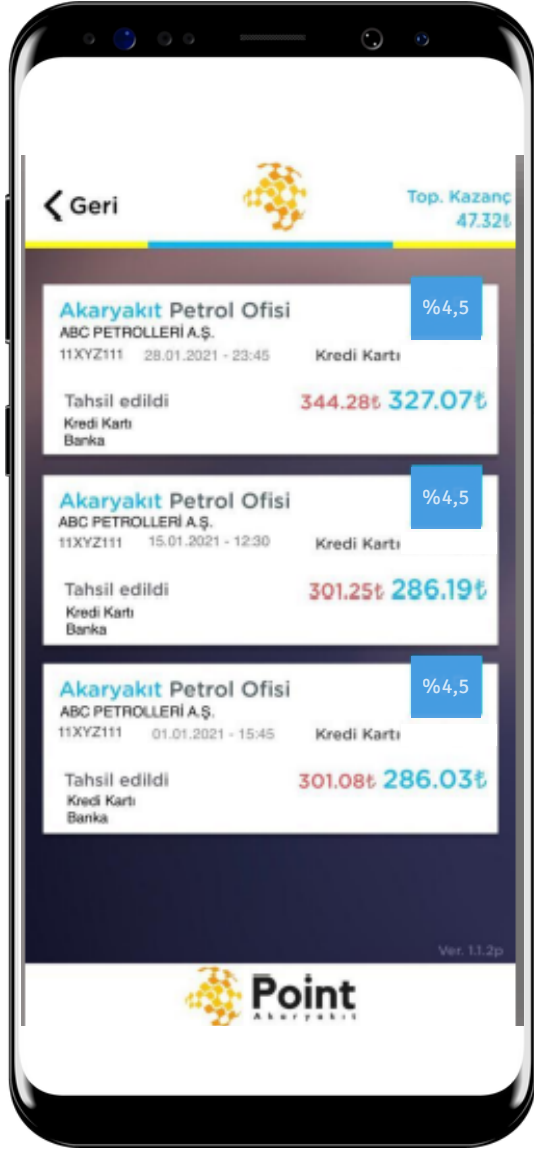 Geri
Top. Kazanç
47.32₺
Akaryakıt Petrol Ofisi
%4,5
ABC PETROLLERİ A.Ş.
11XYZ111 28.01.2021 - 23:45 Kredi Kartı
Tahsil edildi 344.28₺ 327.07₺
Kredi Kartı
Banka
Akaryakıt Petrol Ofisi
%4,5
ABC PETROLLERİ A.Ş.
11XYZ111 15.01.2021 - 12:30 Kredi Kartı
Tahsil edildi 301.25₺ 286.19₺
Kredi Kartı
Banka
Akaryakıt Petrol Ofisi
%4,5
ABC PETROLLERİ A.Ş.
11XYZ111 01.01.2021 - 15:45 Kredi Kartı
Tahsil edildi 301.08₺ 286.03₺
Kredi Kartı
Banka
Ver. 1.1.2p
Point
Akaryakıt